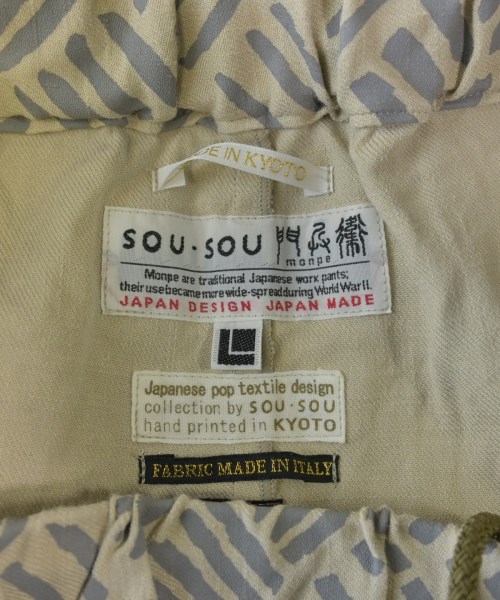 DE IN KYOTO
SOU·SOU 門兵衛
monpe
Monpe are traditional Japanese worx pants;
their use became more wide-spread during World War II.
JAPAN DESIGN JAPAN MADE
L
Japanese pop textile design
collection by SOU·SOU
hand printed in KYOTO
FABRIC MADE IN ITALY